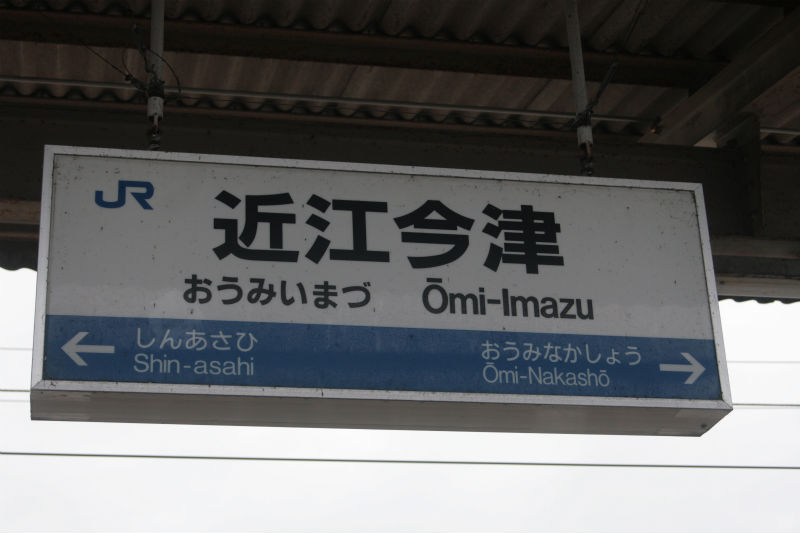 JR
近江今津
おうみいまづ Ōmi-Imazu
← しんあさひ
Shin-asahi
おうみなかしょう →
Ōmi-Nakashō